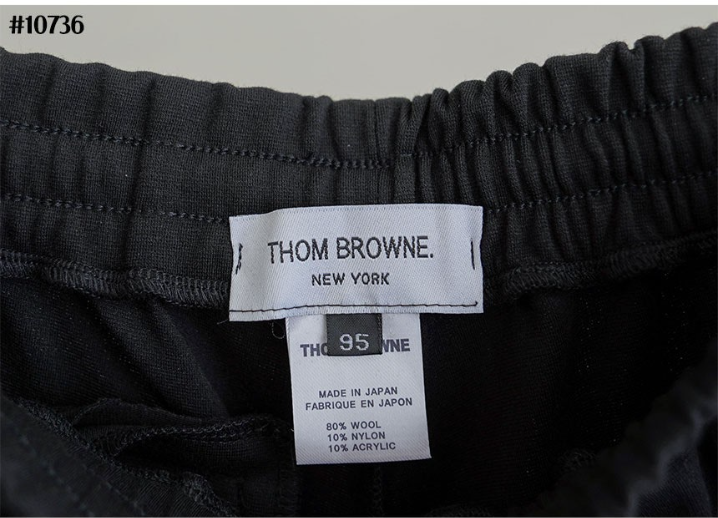 #10736
THOM BROWNE.
NEW YORK
95
MADE IN JAPAN
FABRIQUE EN JAPON
80% WOOL
10% NYLON
10% ACRYLIC